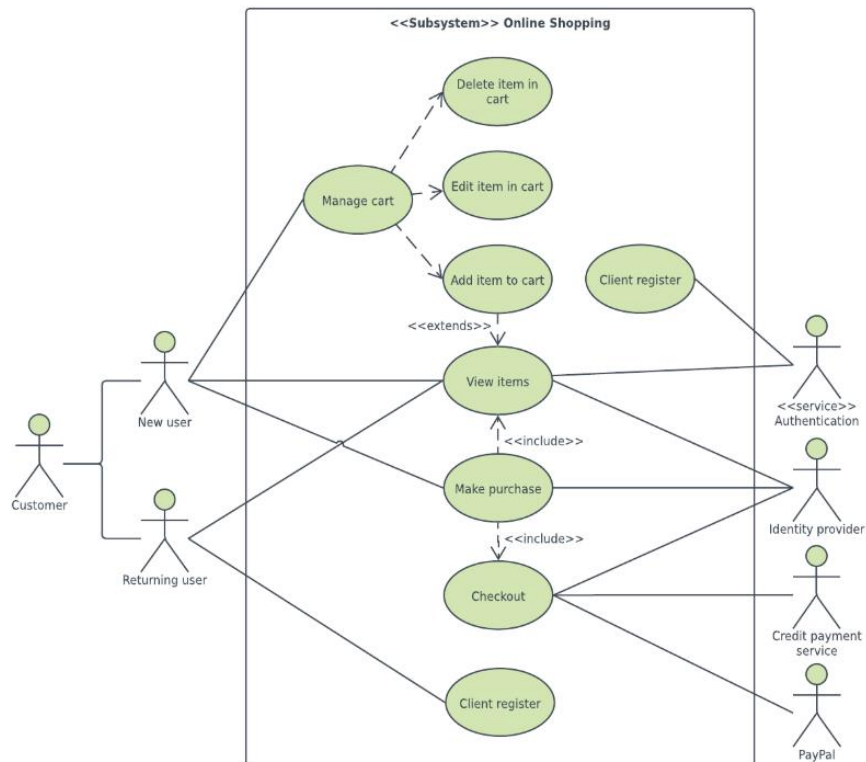 <<Subsystem>> Online Shopping
Delete item in
cart
Manage cart
Edit item in cart
Add item to cart
Client register
<<extends>>
New user
View items
<<service>>
Authentication
Customer
<<include>>
Make purchase
Identity provider
Returning user
<<include>>
Checkout
Credit payment
service
Client register
PayPal